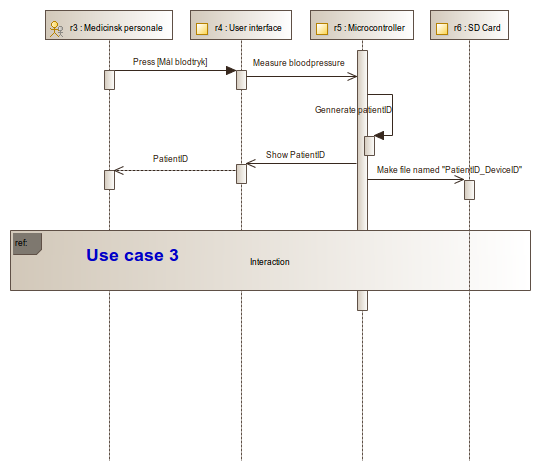 r3 : Medicinsk personale
r4 : User interface
r5 : Microcontroller
r6 : SD Card
Press [Mål blodtryk]
Measure bloodpressure
Gennerate patientID
Show PatientID
PatientID
Make file named "PatientID_DeviceID"
ref:
Use case 3
Interaction